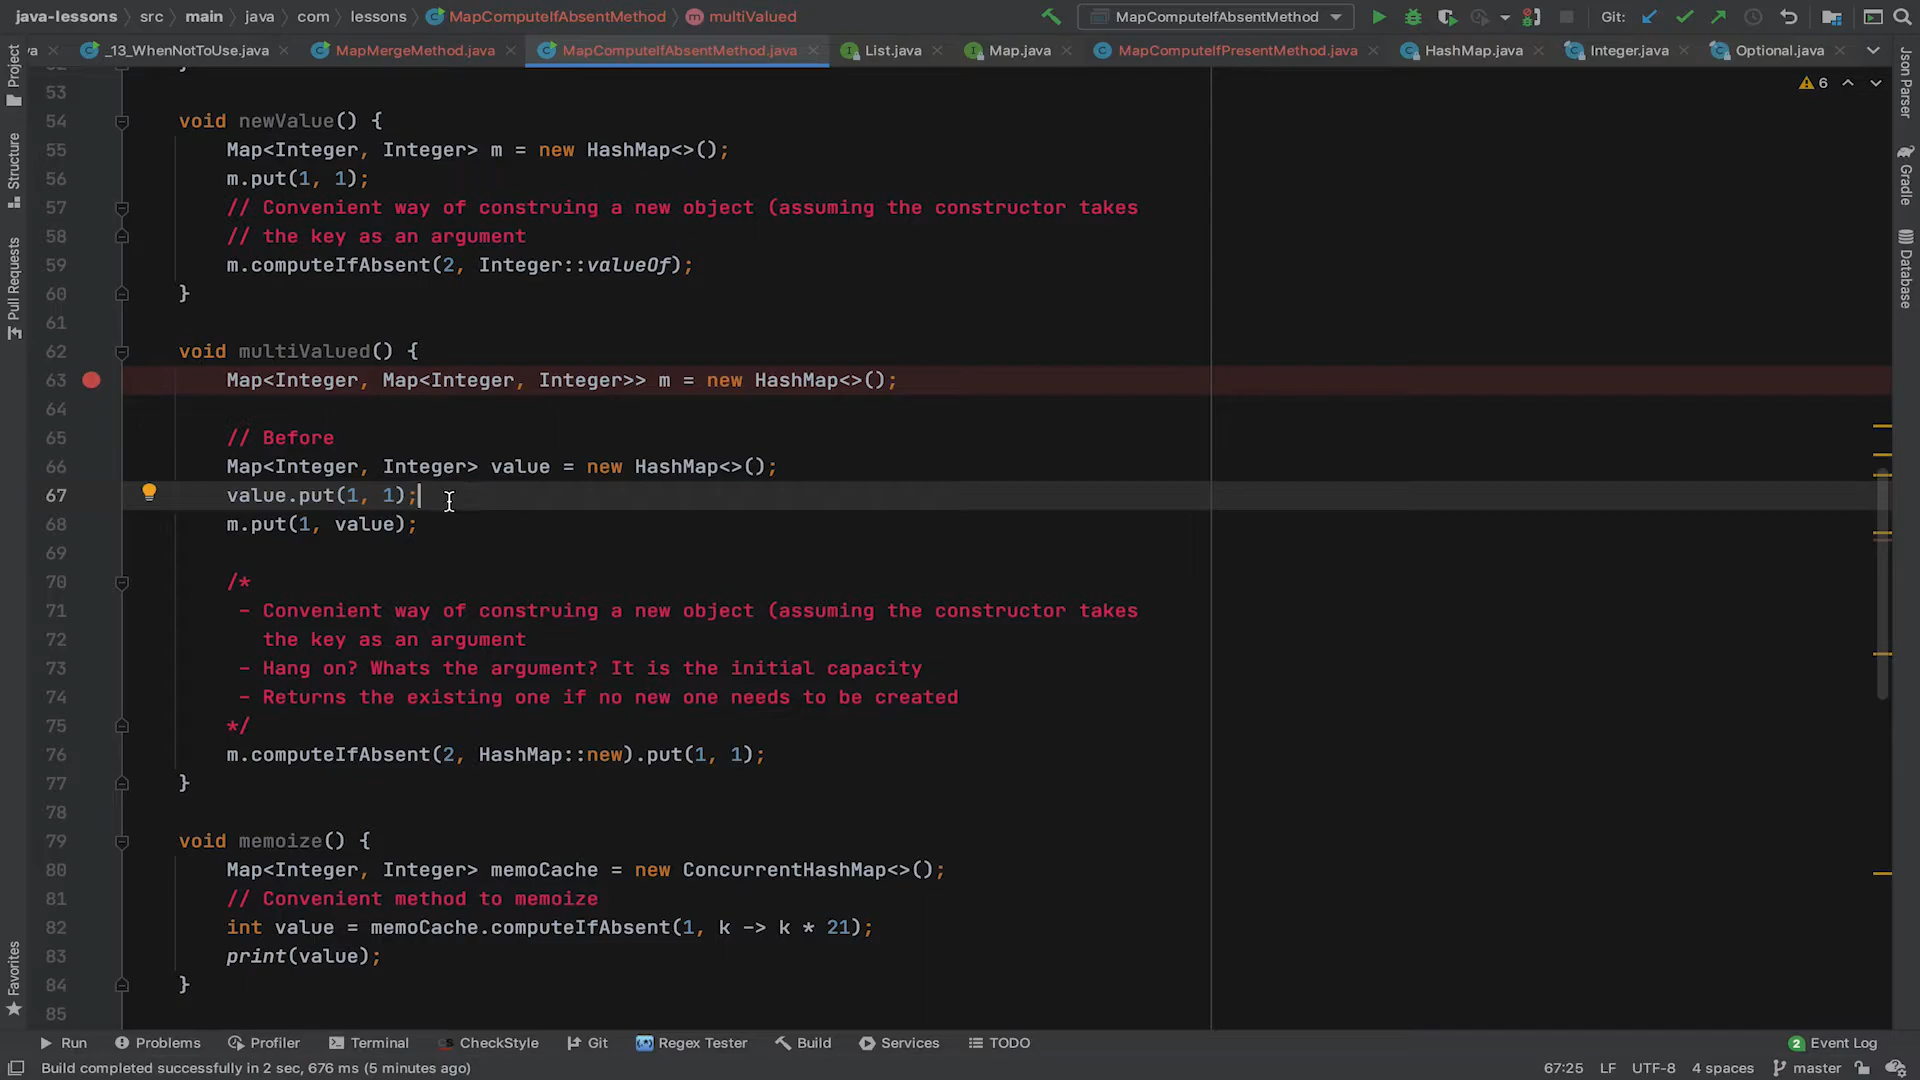 java-lessons src main java com lessons MapComputeIfAbsentMethod multiValued MapComputeIfAbsentMethod Git:
_13_WhenNotToUse.java MapMergeMethod.java MapComputeIfAbsentMethod.java List.java Map.java MapComputeIfPresentMethod.java HashMap.java Integer.java Optional.java
6
53
54 void newValue() {
55 Map<Integer, Integer> m = new HashMap<>();
56 m.put(1, 1);
57 // Convenient way of construing a new object (assuming the constructor takes
58 // the key as an argument
59 m.computeIfAbsent(2, Integer::valueOf);
60 }
61
62 void multiValued() {
63 Map<Integer, Map<Integer, Integer>> m = new HashMap<>();
64
65 // Before
66 Map<Integer, Integer> value = new HashMap<>();
67 value.put(1, 1);
68 m.put(1, value);
69
70 /*
71 - Convenient way of construing a new object (assuming the constructor takes
72 the key as an argument
73 - Hang on? Whats the argument? It is the initial capacity
74 - Returns the existing one if no new one needs to be created
75 */
76 m.computeIfAbsent(2, HashMap::new).put(1, 1);
77 }
78
79 void memoize() {
80 Map<Integer, Integer> memoCache = new ConcurrentHashMap<>();
81 // Convenient method to memoize
82 int value = memoCache.computeIfAbsent(1, k -> k * 21);
83 print(value);
84 }
85
Project
Structure
Pull Requests
Favorites
Json Parser
Gradle
Database
Run Problems Profiler Terminal CheckStyle Git Regex Tester Build Services TODO 2 Event Log
Build completed successfully in 2 sec, 676 ms (5 minutes ago) 67:25 LF UTF-8 4 spaces master